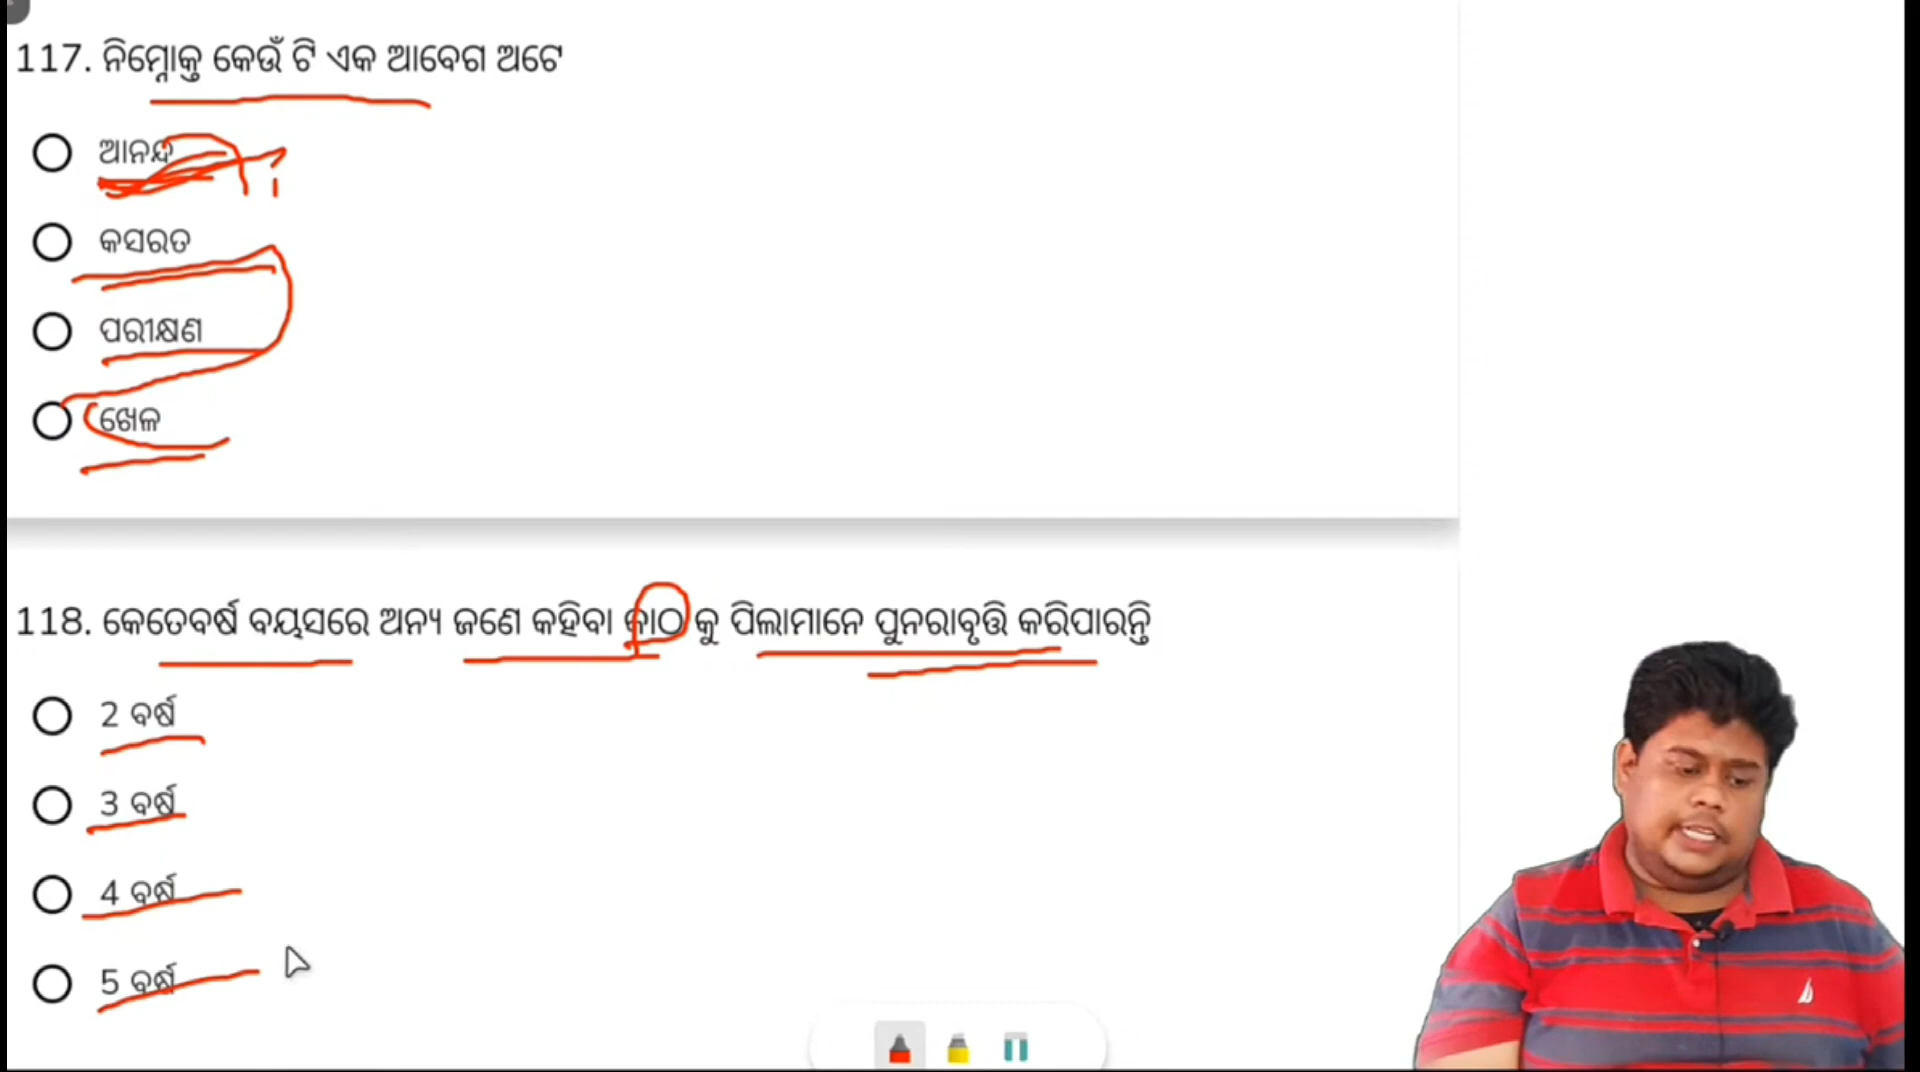 117. ନିମ୍ନୋକ୍ତ କେଉଁ ଟି ଏକ ଆବେଗ ଅଟେ
ଆନନ୍ଦ
କସରତ
ପରୀକ୍ଷଣ
ଖେଳ
118. କେତେବର୍ଷ ବୟସରେ ଅନ୍ୟ ଜଣେ କହିବା କାଠ କୁ ପିଲାମାନେ ପୁନରାବୃତ୍ତି କରିପାରନ୍ତି
2 ବର୍ଷ
3 ବର୍ଷ
4 ବର୍ଷ
5 ବର୍ଷ